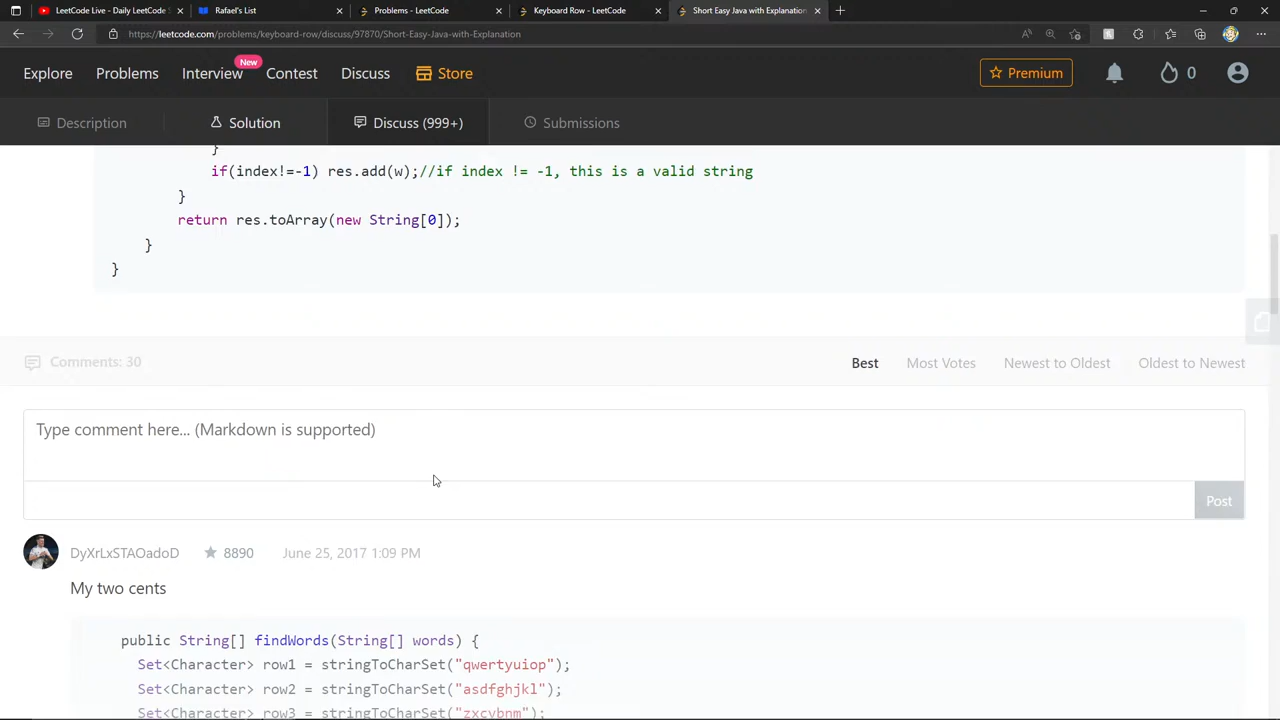 LeetCode Live - Daily LeetCode
Rafael's List
Problems - LeetCode
Keyboard Row - LeetCode
Short Easy Java with Explanation
https://leetcode.com/problems/keyboard-row/discuss/97870/Short-Easy-Java-with-Explanation
New
Explore Problems Interview Contest Discuss Store Premium 0
Description Solution Discuss (999+) Submissions
}
if(index!=-1) res.add(w);//if index != -1, this is a valid string
}
return res.toArray(new String[0]);
}
}
Comments: 30 Best Most Votes Newest to Oldest Oldest to Newest
Type comment here... (Markdown is supported)
Post
DyXrLxSTAOadoD 8890 June 25, 2017 1:09 PM
My two cents
public String[] findWords(String[] words) {
Set<Character> row1 = stringToCharSet("qwertyuiop");
Set<Character> row2 = stringToCharSet("asdfghjkl");
Set<Character> row3 = stringToCharSet("zxcvbnm");